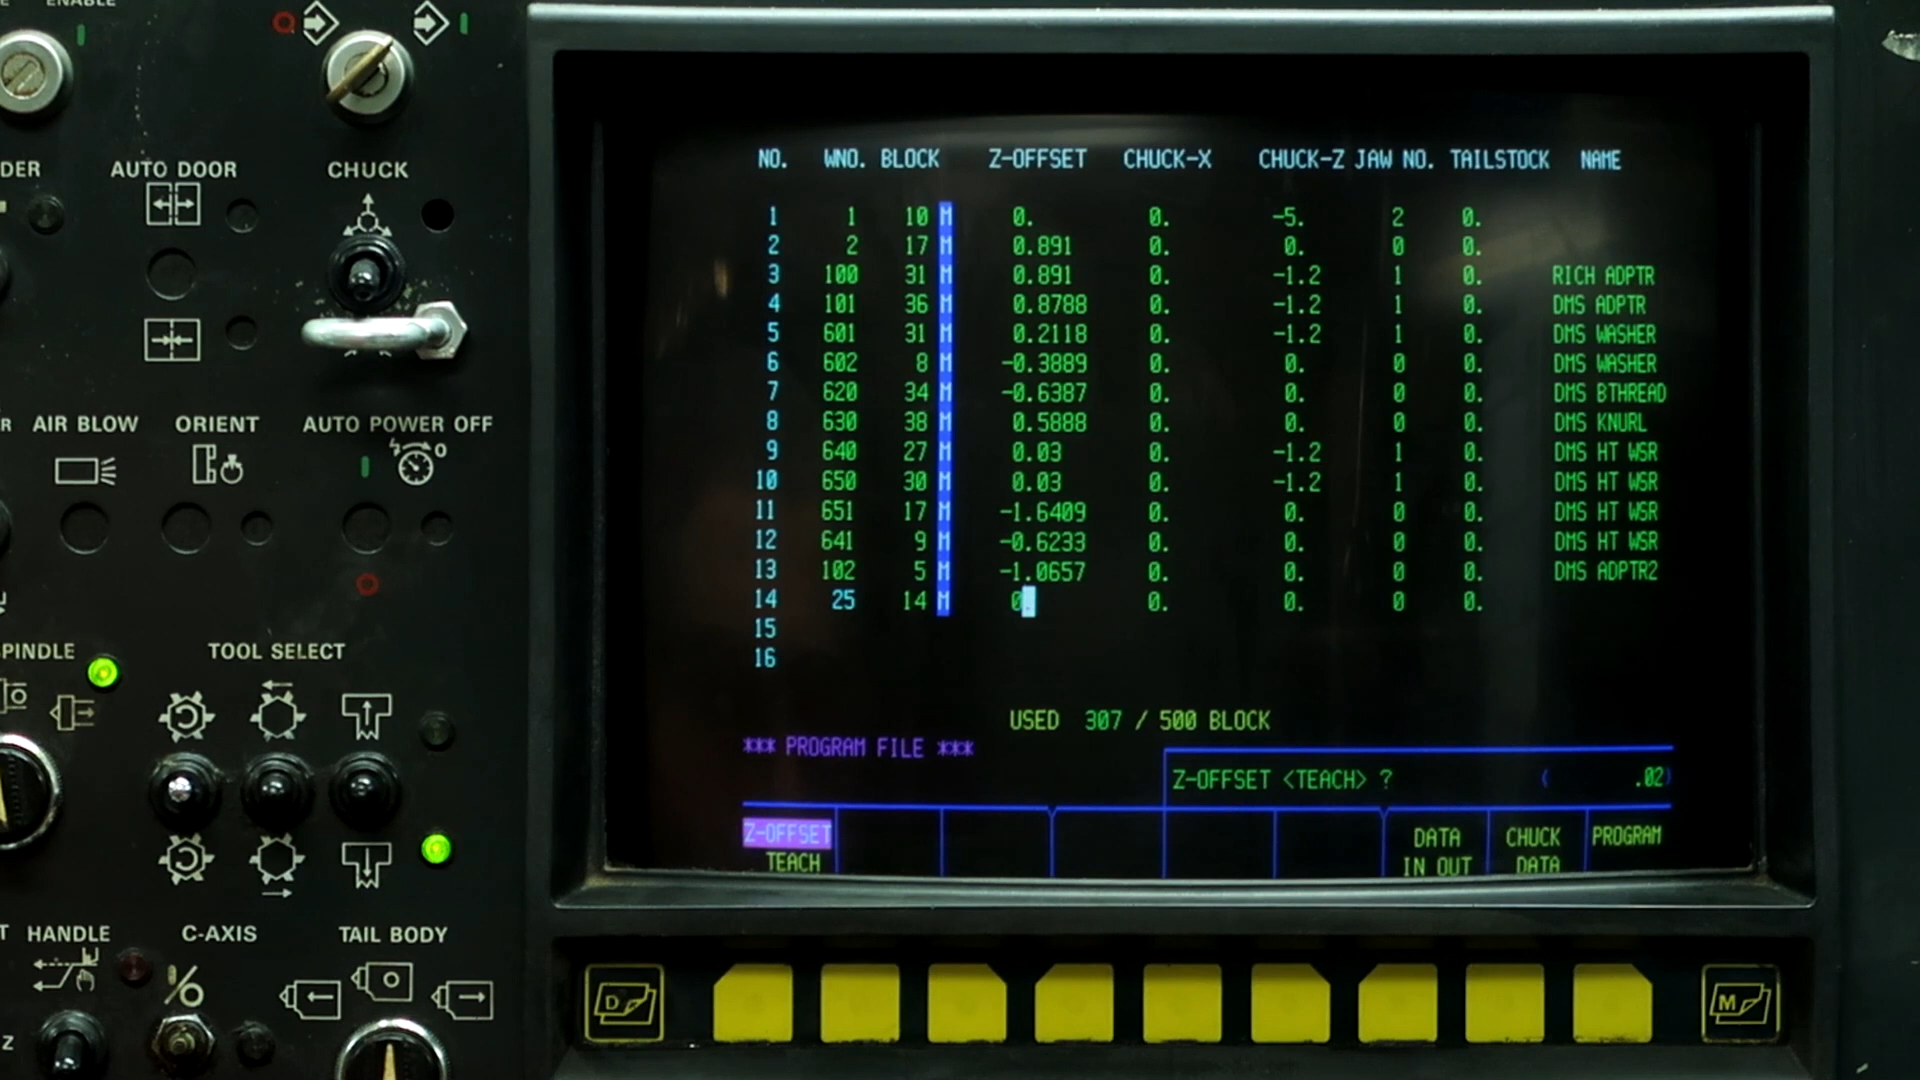 ENABLE
DER
AUTO DOOR
CHUCK
R
AIR BLOW
ORIENT
AUTO POWER OFF
PINDLE
TOOL SELECT
T
HANDLE
C-AXIS
TAIL BODY
Z
NO. WNO. BLOCK Z-OFFSET CHUCK-X CHUCK-Z JAW NO. TAILSTOCK NAME
1 1 10 M 0. 0. -5. 2 0.
2 2 17 M 0.891 0. 0. 0 0.
3 100 31 M 0.891 0. -1.2 1 0. RICH ADPTR
4 101 36 M 0.8788 0. -1.2 1 0. DMS ADPTR
5 601 31 M 0.2118 0. -1.2 1 0. DMS WASHER
6 602 8 M -0.3889 0. 0. 0 0. DMS WASHER
7 620 34 M -0.6387 0. 0. 0 0. DMS BTHREAD
8 630 38 M 0.5888 0. 0. 0 0. DMS KNURL
9 640 27 M 0.03 0. -1.2 1 0. DMS HT WSR
10 650 30 M 0.03 0. -1.2 1 0. DMS HT WSR
11 651 17 M -1.6409 0. 0. 0 0. DMS HT WSR
12 641 9 M -0.6233 0. 0. 0 0. DMS HT WSR
13 102 5 M -1.0657 0. 0. 0 0. DMS ADPTR2
14 25 14 M 0. 0. 0. 0 0.
15
16
USED 307 / 500 BLOCK
*** PROGRAM FILE ***
Z-OFFSET <TEACH> ? ( .02)
Z-OFFSET TEACH
DATA IN OUT
CHUCK DATA
PROGRAM
D
M